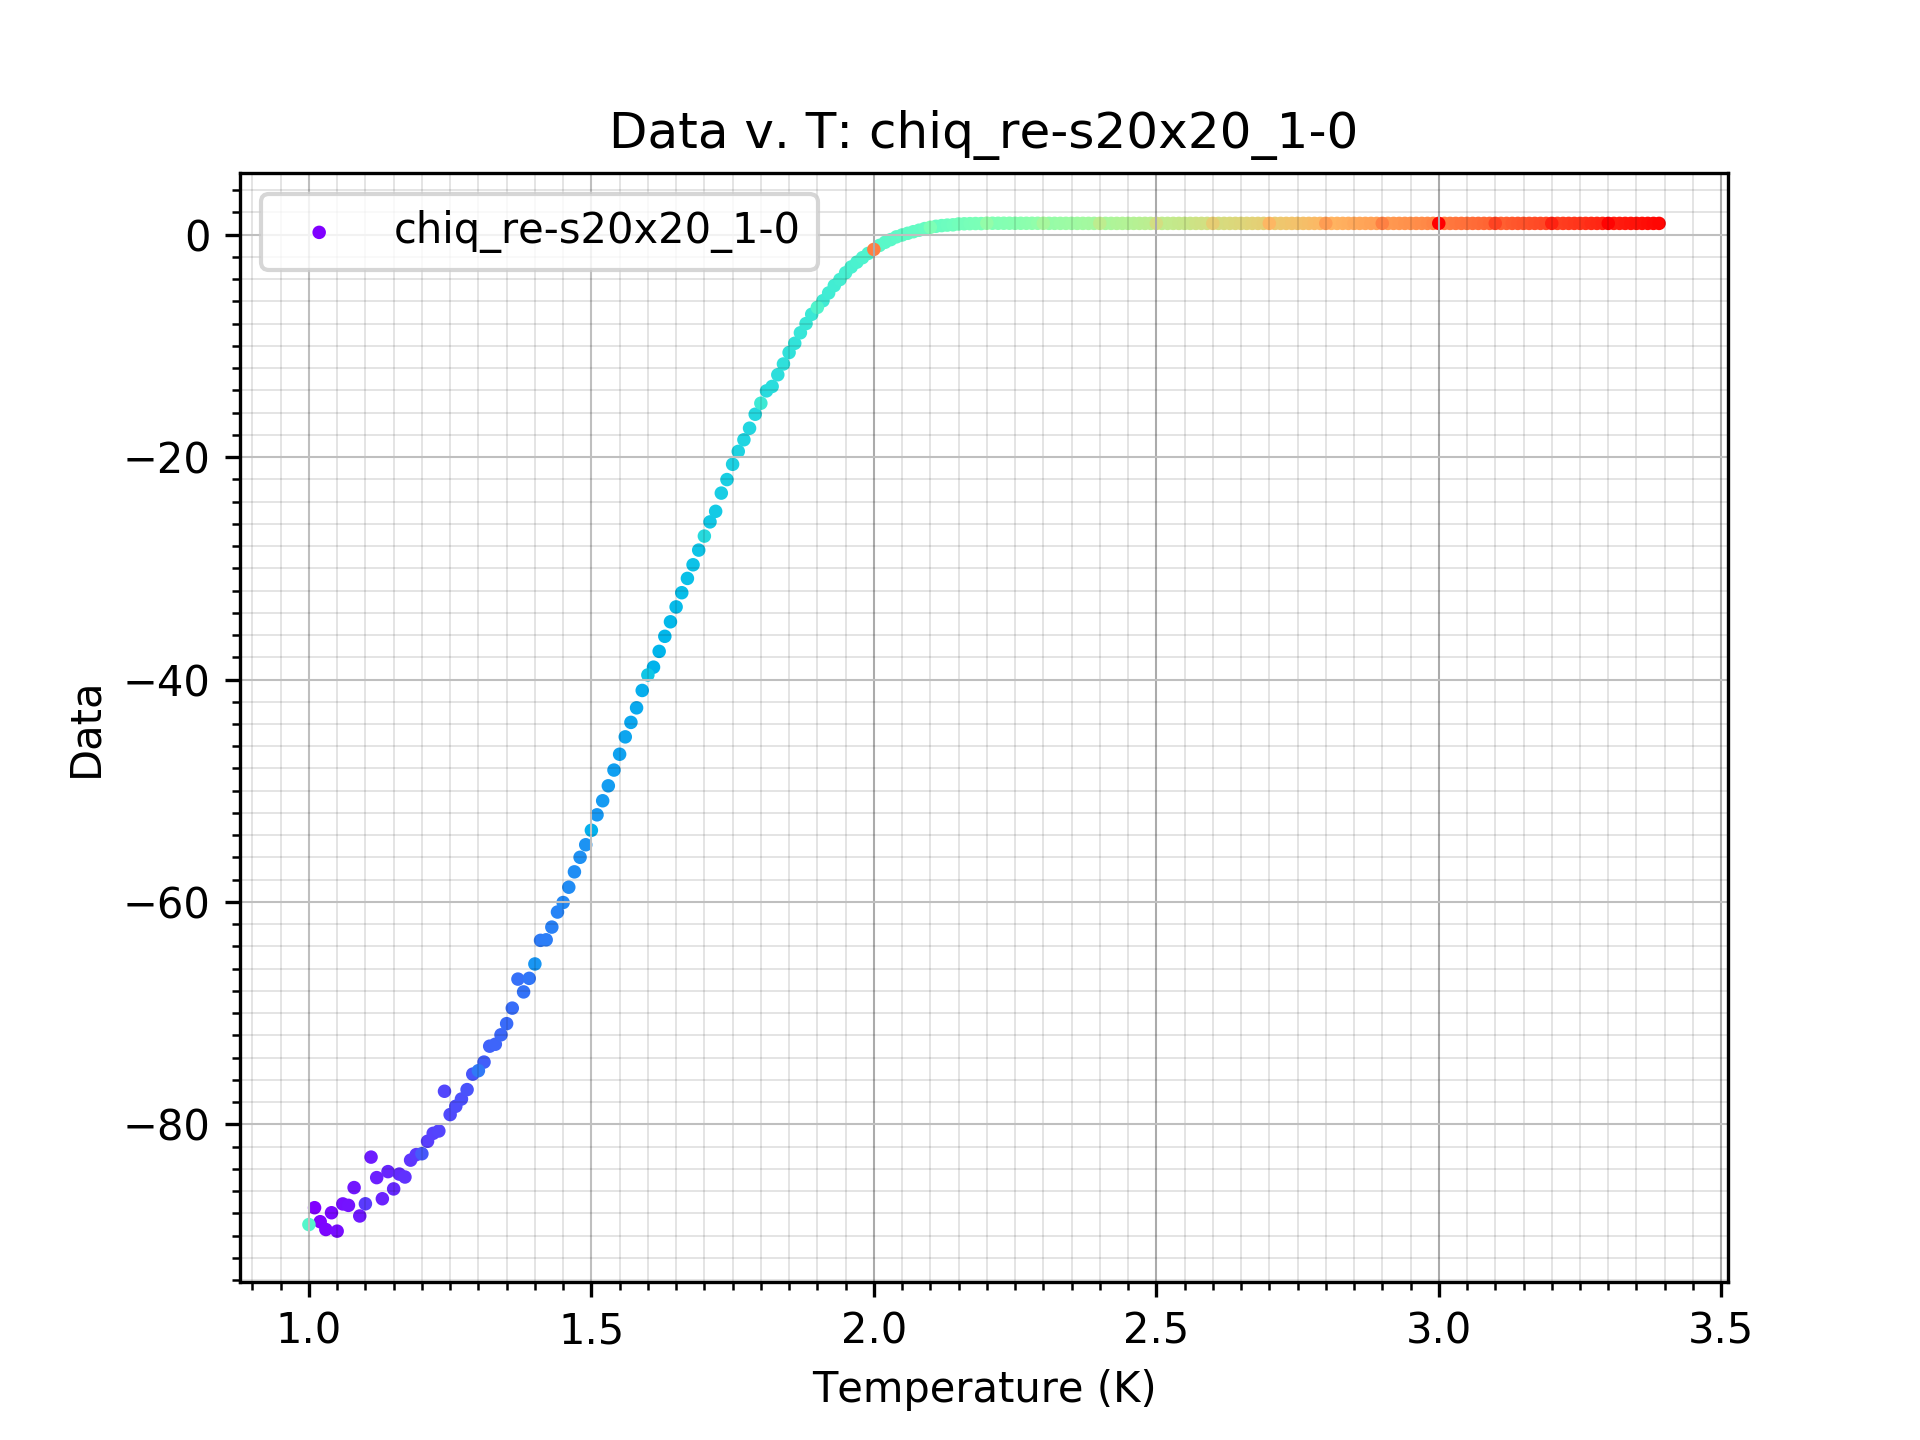 Data v. T: chiq_re-s20x20_1-0
chiq_re-s20x20_1-0
0
−20
−40
−60
−80
Data
1.0 1.5 2.0 2.5 3.0 3.5
Temperature (K)